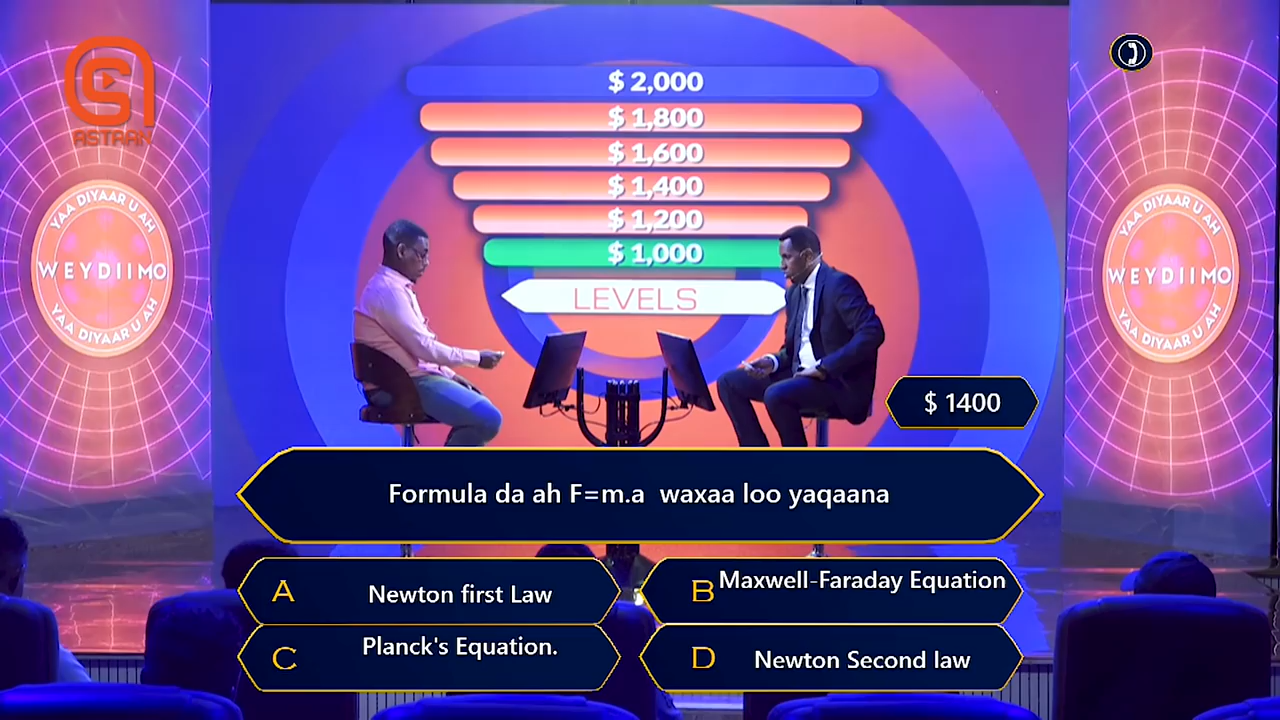 ASTAAN
$ 2,000
$ 1,800
$ 1,600
$ 1,400
$ 1,200
$ 1,000
LEVELS
YAA DIYAAR U AH
WEYDIIMO
YAA DIYAAR U AH
YAA DIYAAR U AH
WEYDIIMO
YAA DIYAAR U AH
$ 1400
Formula da ah F=m.a waxaa loo yaqaana
A Newton first Law
B Maxwell-Faraday Equation
C Planck's Equation.
D Newton Second law